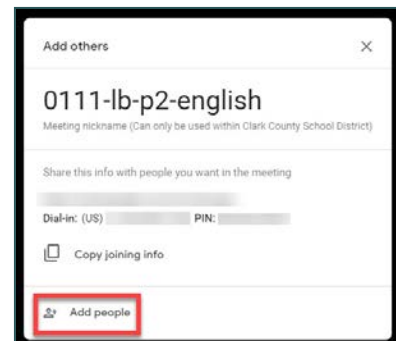 Add others
0111-lb-p2-english
Meeting nickname (Can only be used within Clark County School District)
Share this info with people you want in the meeting
Dial-in: (US) PIN:
Copy joining info
Add people